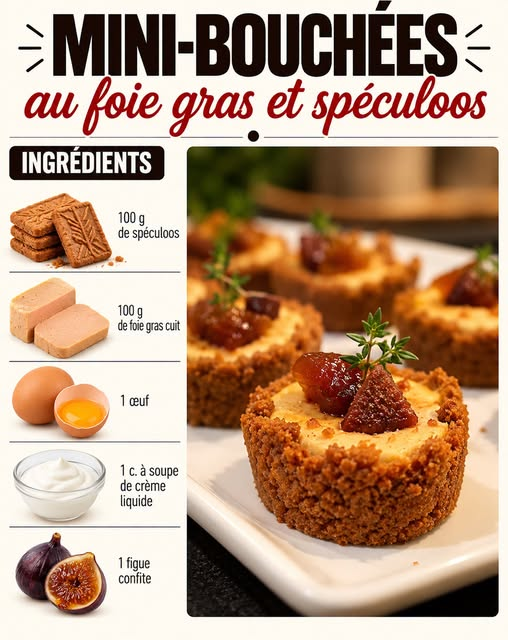 MINI-BOUCHÉES
au foie gras et spéculoos
INGRÉDIENTS
100 g
de spéculoos
100 g
de foie gras cuit
1 œuf
1 c. à soupe
de crème
liquide
1 figue
confite